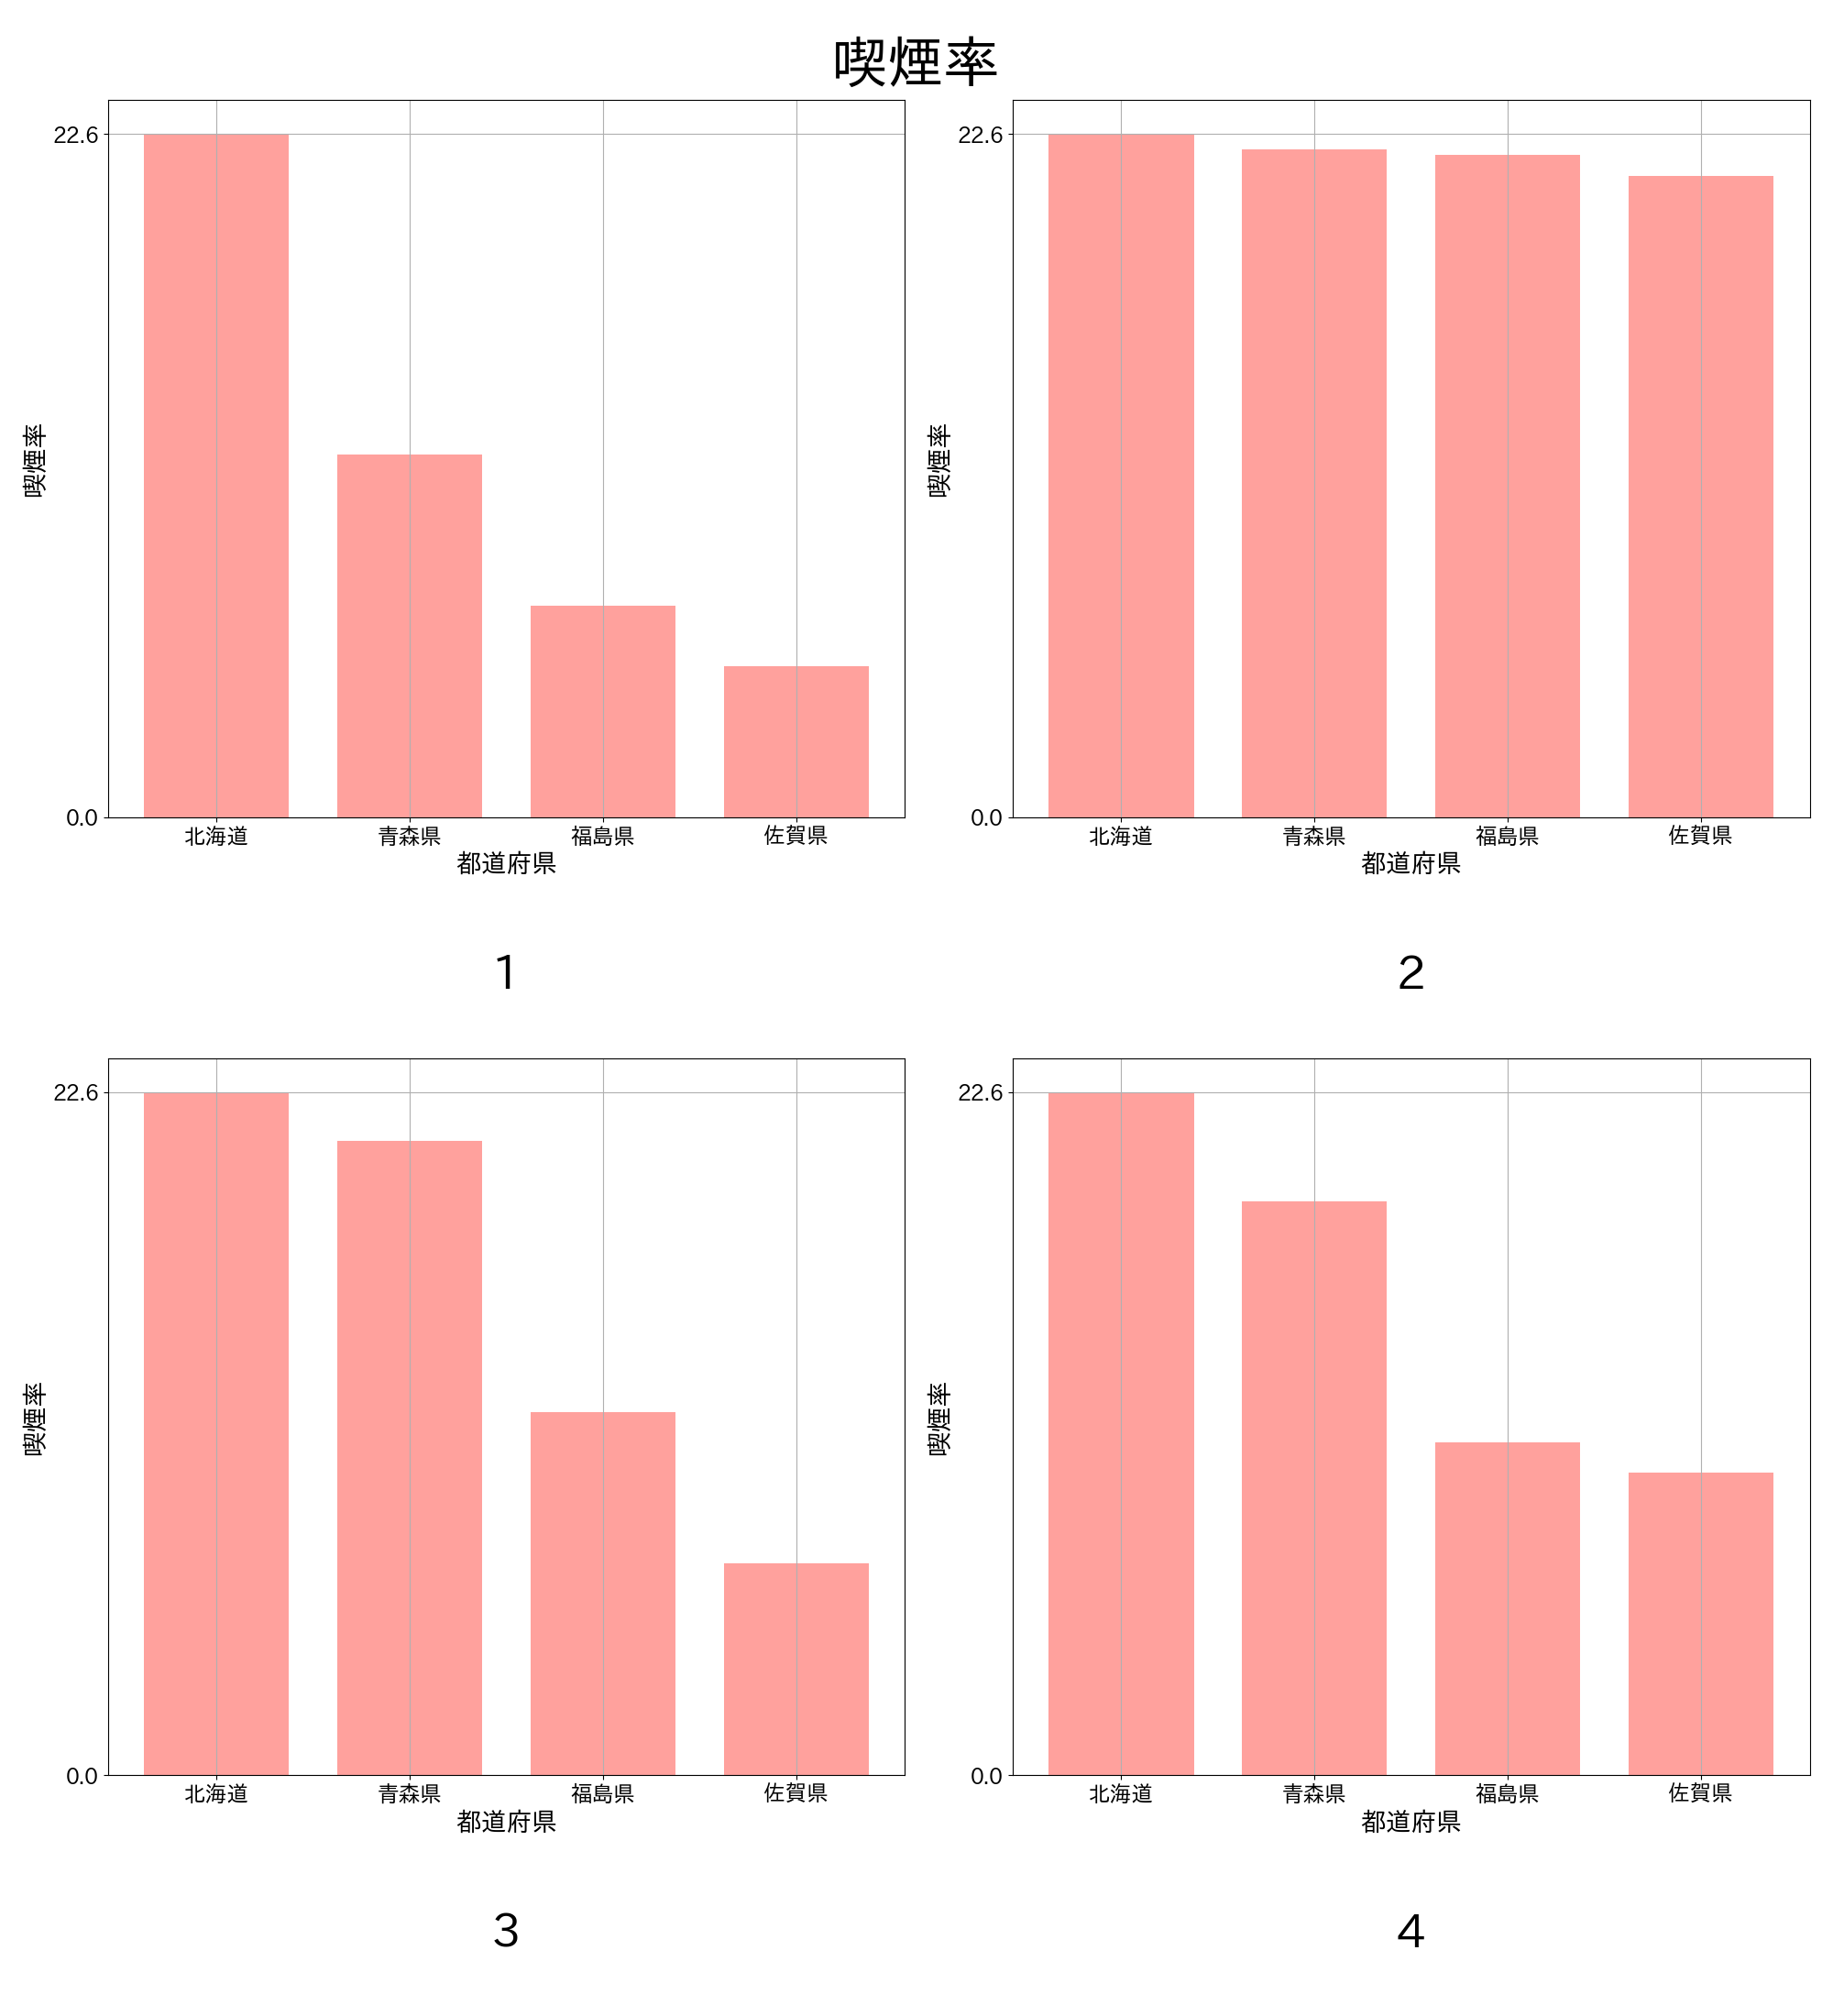 喫煙率
22.6
0.0
喫煙率
北海道 青森県 福島県 佐賀県
都道府県
1
22.6
0.0
喫煙率
北海道 青森県 福島県 佐賀県
都道府県
2
22.6
0.0
喫煙率
北海道 青森県 福島県 佐賀県
都道府県
3
22.6
0.0
喫煙率
北海道 青森県 福島県 佐賀県
都道府県
4